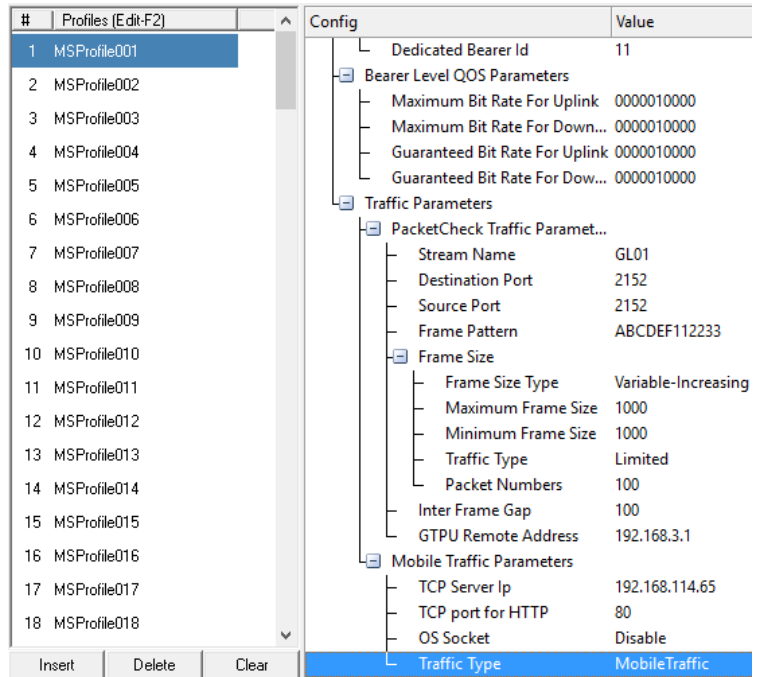 # Profiles (Edit-F2)
1 MSProfile001
2 MSProfile002
3 MSProfile003
4 MSProfile004
5 MSProfile005
6 MSProfile006
7 MSProfile007
8 MSProfile008
9 MSProfile009
10 MSProfile010
11 MSProfile011
12 MSProfile012
13 MSProfile013
14 MSProfile014
15 MSProfile015
16 MSProfile016
17 MSProfile017
18 MSProfile018
Insert Delete Clear
Config Value
Dedicated Bearer Id 11
Bearer Level QOS Parameters
Maximum Bit Rate For Uplink 0000010000
Maximum Bit Rate For Down... 0000010000
Guaranteed Bit Rate For Uplink 0000010000
Guaranteed Bit Rate For Dow... 0000010000
Traffic Parameters
PacketCheck Traffic Paramet...
Stream Name GL01
Destination Port 2152
Source Port 2152
Frame Pattern ABCDEF112233
Frame Size
Frame Size Type Variable-Increasing
Maximum Frame Size 1000
Minimum Frame Size 1000
Traffic Type Limited
Packet Numbers 100
Inter Frame Gap 100
GTPU Remote Address 192.168.3.1
Mobile Traffic Parameters
TCP Server Ip 192.168.114.65
TCP port for HTTP 80
OS Socket Disable
Traffic Type MobileTraffic